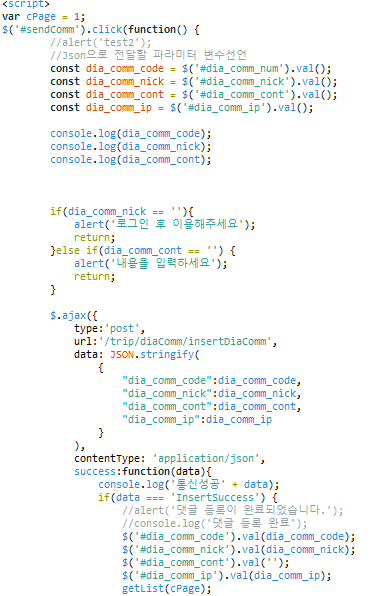 <script>
var cPage = 1;
$('#sendComm').click(function() {
//alert('test2');
//Json으로 전달할 파라미터 변수선언
const dia_comm_code = $('#dia_comm_num').val();
const dia_comm_nick = $('#dia_comm_nick').val();
const dia_comm_cont = $('#dia_comm_cont').val();
const dia_comm_ip = $('#dia_comm_ip').val();
console.log(dia_comm_code);
console.log(dia_comm_nick);
console.log(dia_comm_cont);
if(dia_comm_nick == ''){
alert('로그인 후 이용해주세요');
return;
}else if(dia_comm_cont == '') {
alert('내용을 입력하세요');
return;
}
$.ajax({
type:'post',
url:'/trip/diaComm/insertDiaComm',
data: JSON.stringify(
{
"dia_comm_code":dia_comm_code,
"dia_comm_nick":dia_comm_nick,
"dia_comm_cont":dia_comm_cont,
"dia_comm_ip":dia_comm_ip
}
),
contentType: 'application/json',
success:function(data){
console.log('통신성공' + data);
if(data === 'InsertSuccess') {
//alert('댓글 등록이 완료되었습니다.');
//console.log('댓글 등록 완료');
$('#dia_comm_code').val(dia_comm_code);
$('#dia_comm_nick').val(dia_comm_nick);
$('#dia_comm_cont').val('');
$('#dia_comm_ip').val(dia_comm_ip);
getList(cPage);